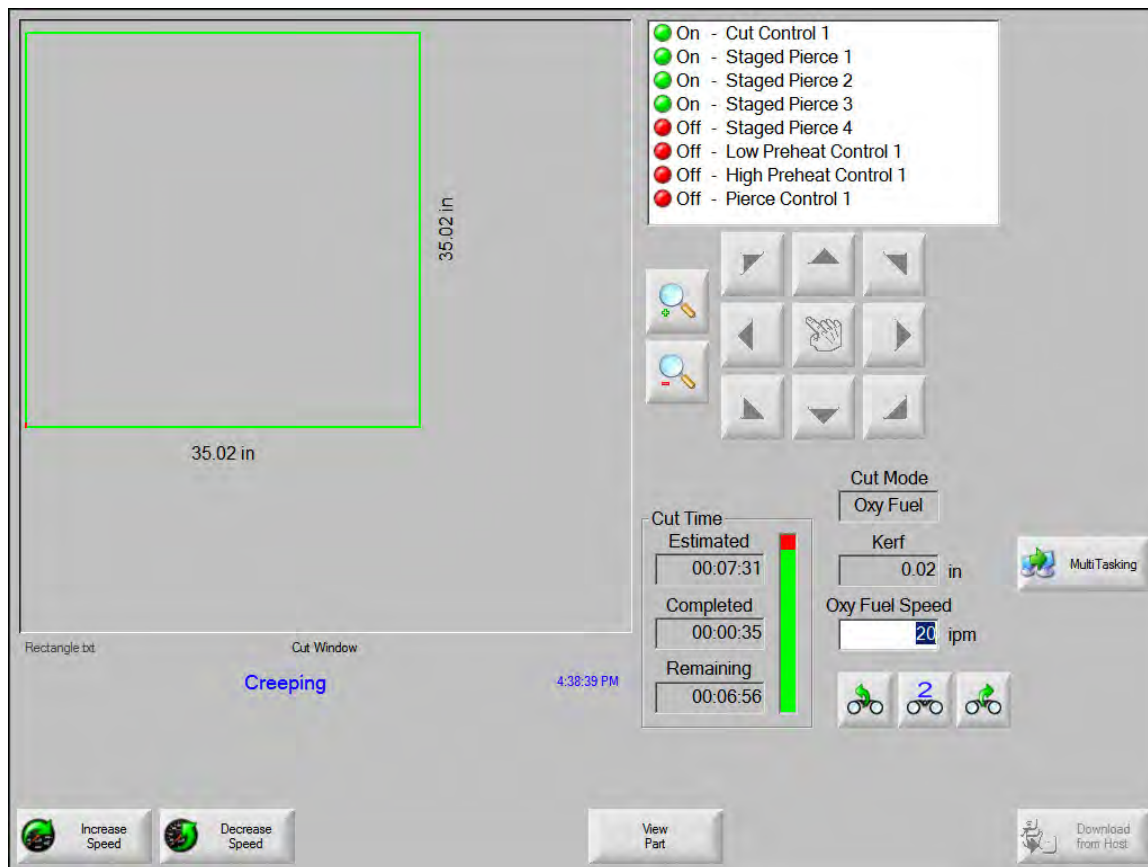 On - Cut Control 1
On - Staged Pierce 1
On - Staged Pierce 2
On - Staged Pierce 3
Off - Staged Pierce 4
Off - Low Preheat Control 1
Off - High Preheat Control 1
Off - Pierce Control 1
35.02 in
35.02 in
Rectangle.txt
Cut Window
Creeping
4:38:39 PM
Cut Time
Estimated
00:07:31
Completed
00:00:35
Remaining
00:06:56
Cut Mode
Oxy Fuel
Kerf
0.02 in
Oxy Fuel Speed
20 ipm
2
MultiTasking
Increase
Speed
Decrease
Speed
View
Part
Download
from Host